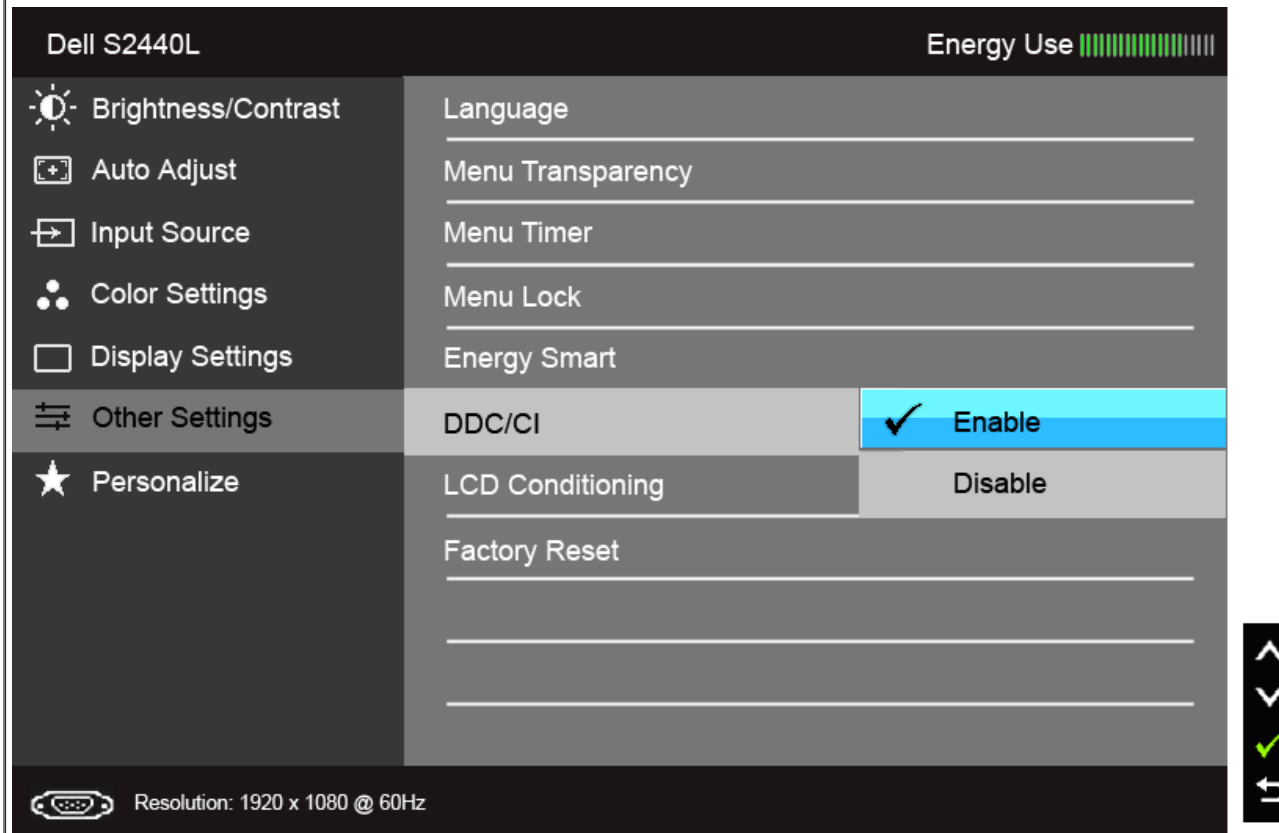 Dell S2440L
Energy Use
Brightness/Contrast
Auto Adjust
Input Source
Color Settings
Display Settings
Other Settings
Personalize
Language
Menu Transparency
Menu Timer
Menu Lock
Energy Smart
DDC/CI
Enable
Disable
LCD Conditioning
Factory Reset
Resolution: 1920 x 1080 @ 60Hz